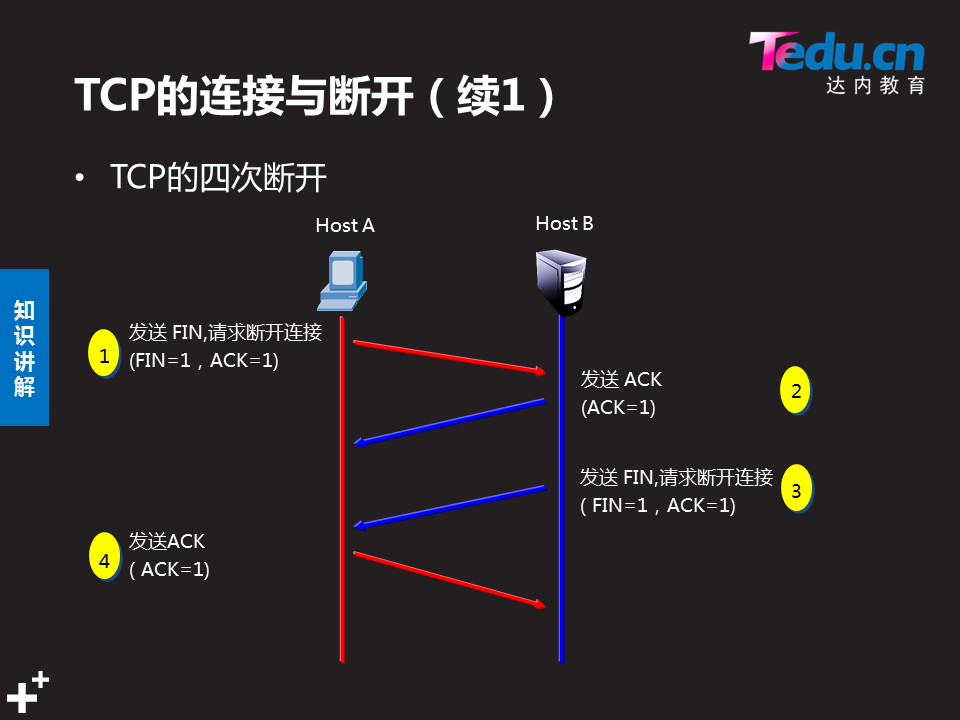 Tedu.cn
达内教育
TCP的连接与断开（续1）
• TCP的四次断开
Host A
Host B
知识讲解
1
发送 FIN,请求断开连接
(FIN=1，ACK=1)
发送 ACK
(ACK=1)
2
发送 FIN,请求断开连接
( FIN=1，ACK=1)
3
4
发送ACK
( ACK=1)